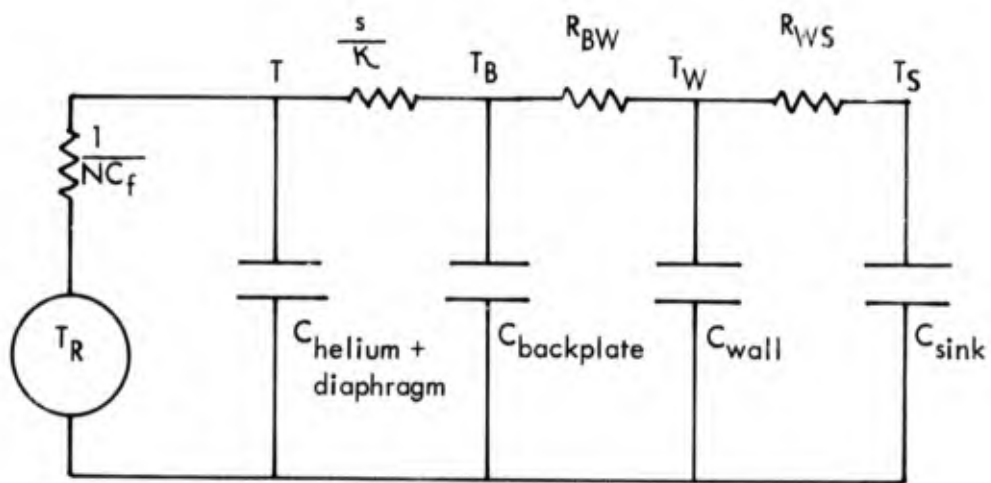 s
K
R_BW
R_WS
T
T_B
T_W
T_S
1
NC_f
T_R
C_helium +
diaphragm
C_backplate
C_wall
C_sink